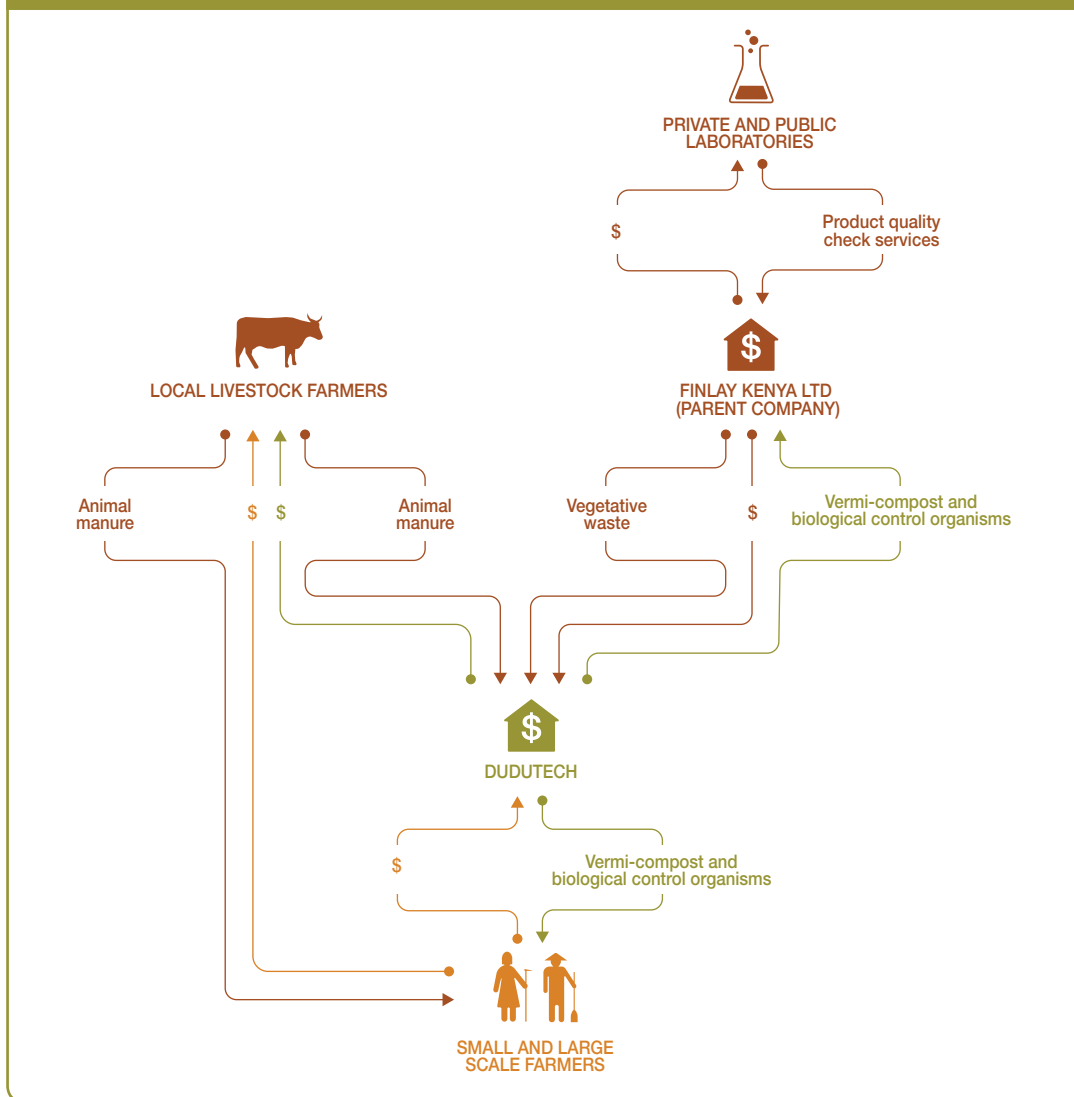 PRIVATE AND PUBLIC
LABORATORIES
$
Product quality
check services
$
FINLAY KENYA LTD
(PARENT COMPANY)
LOCAL LIVESTOCK FARMERS
Animal
manure
$
$
Animal
manure
Vegetative
waste
$
Vermi-compost and
biological control organisms
$
DUDUTECH
$
Vermi-compost and
biological control organisms
SMALL AND LARGE
SCALE FARMERS